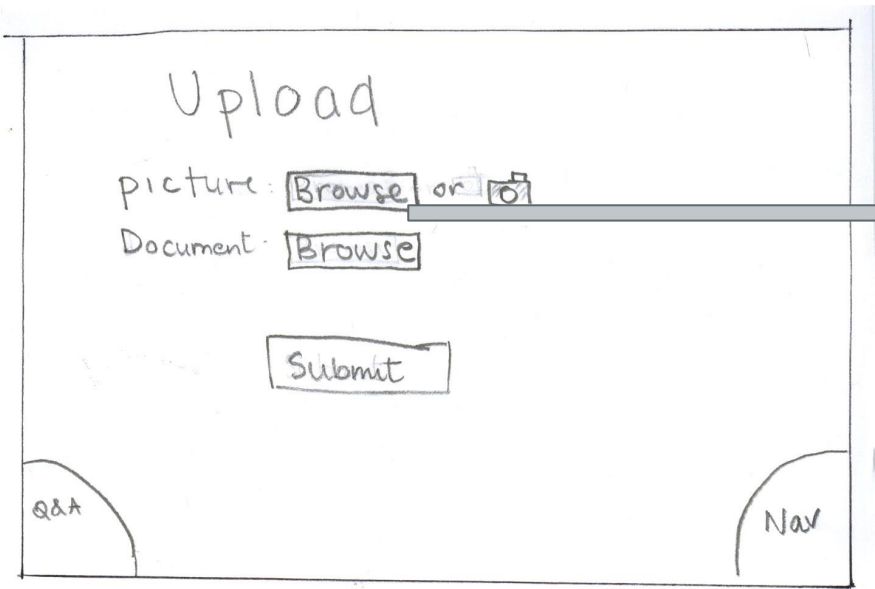 Upload
picture: Browse or
Document: Browse
Submit
Q&A
Nav